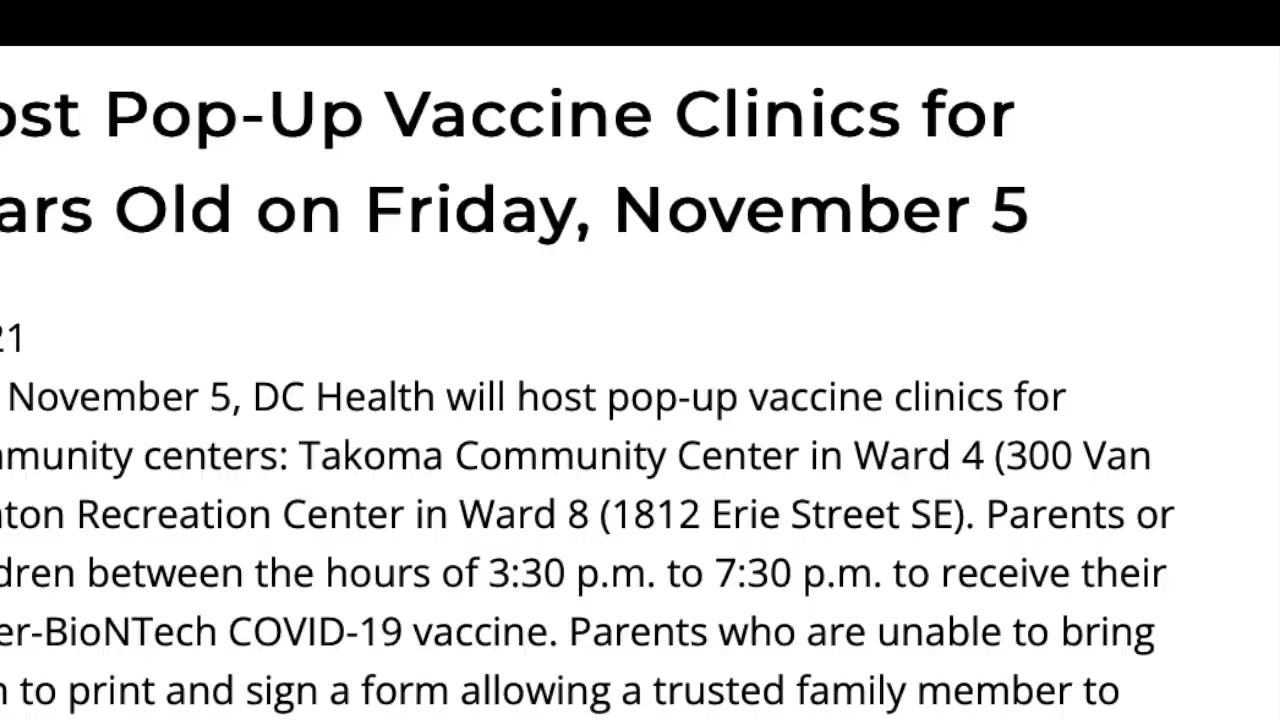 ost Pop-Up Vaccine Clinics for
ars Old on Friday, November 5
21
November 5, DC Health will host pop-up vaccine clinics for
mmunity centers: Takoma Community Center in Ward 4 (300 Van
ton Recreation Center in Ward 8 (1812 Erie Street SE). Parents or
dren between the hours of 3:30 p.m. to 7:30 p.m. to receive their
er-BioNTech COVID-19 vaccine. Parents who are unable to bring
n to print and sign a form allowing a trusted family member to